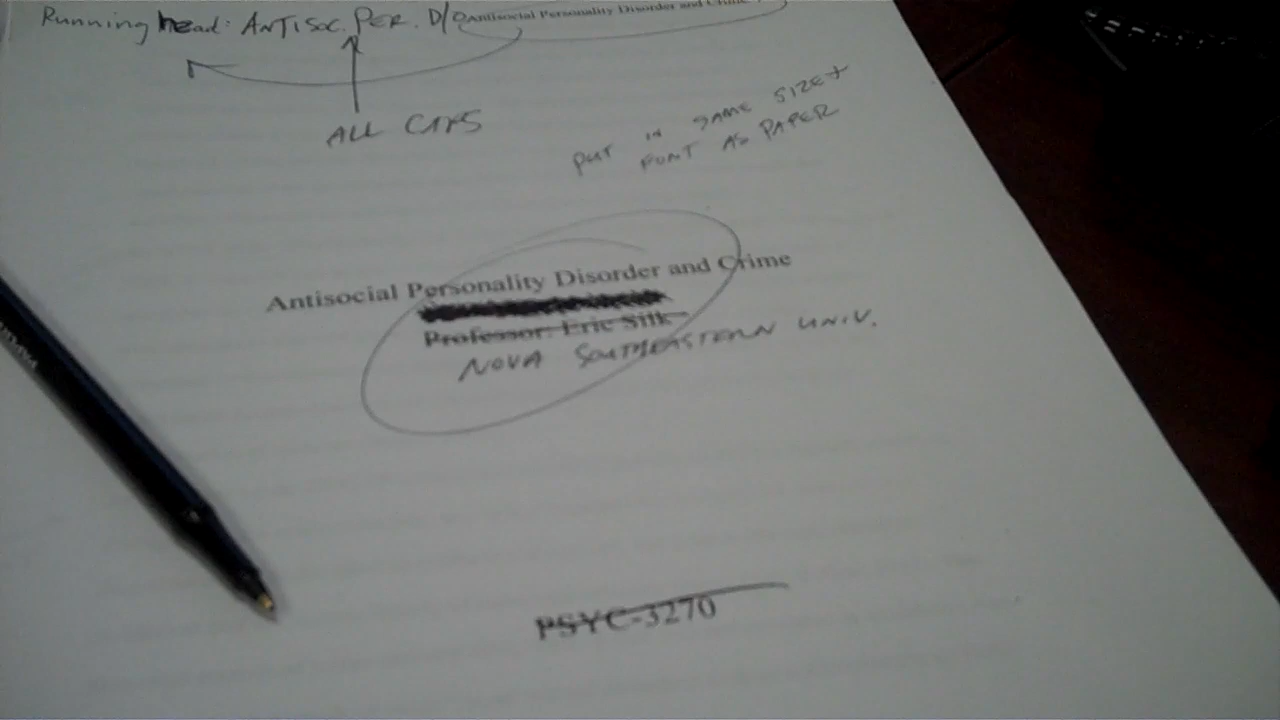 Running head: ANTISOC. PER. D/O Antisocial Personality Disorder and Crime
ALL CAPS
PUT IN SAME SIZE +
FONT AS PAPER
Antisocial Personality Disorder and Crime
Professor: Eric Silk
NOVA SOUTHEASTERN UNIV.
PSYC-3270